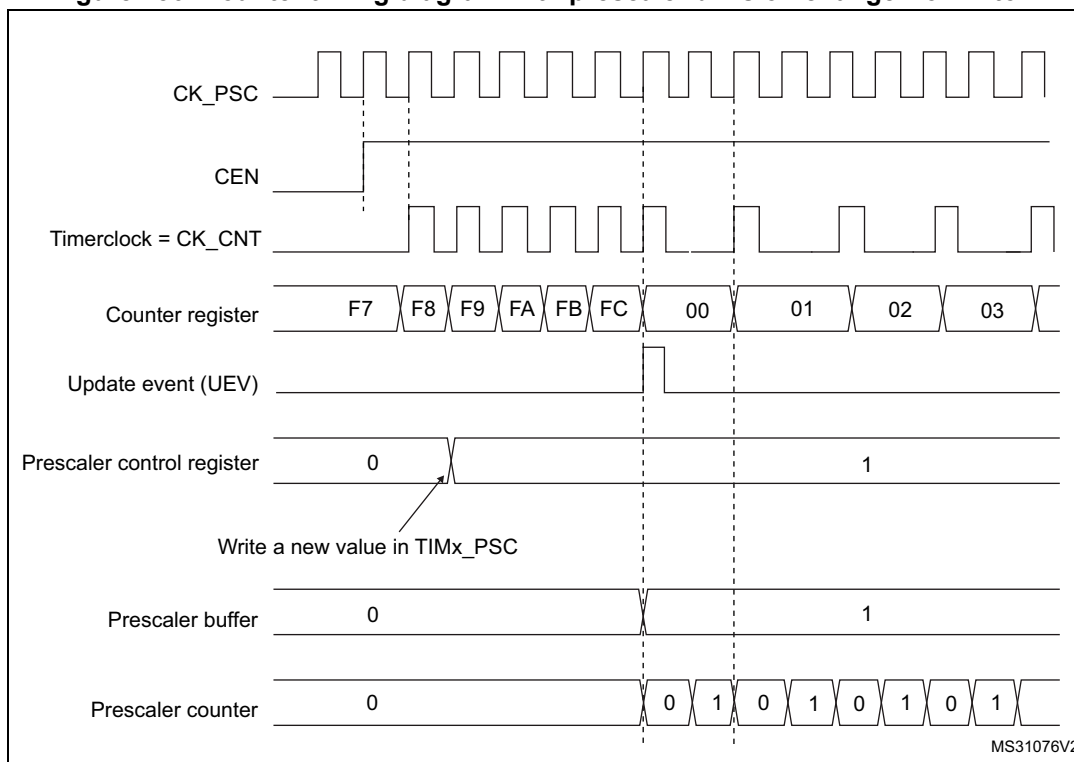 CK_PSC
CEN
Timerclock = CK_CNT
Counter register F7 F8 F9 FA FB FC 00 01 02 03
Update event (UEV)
Prescaler control register 0 1
Write a new value in TIMx_PSC
Prescaler buffer 0 1
Prescaler counter 0 0 1 0 1 0 1 0 1
MS31076V2